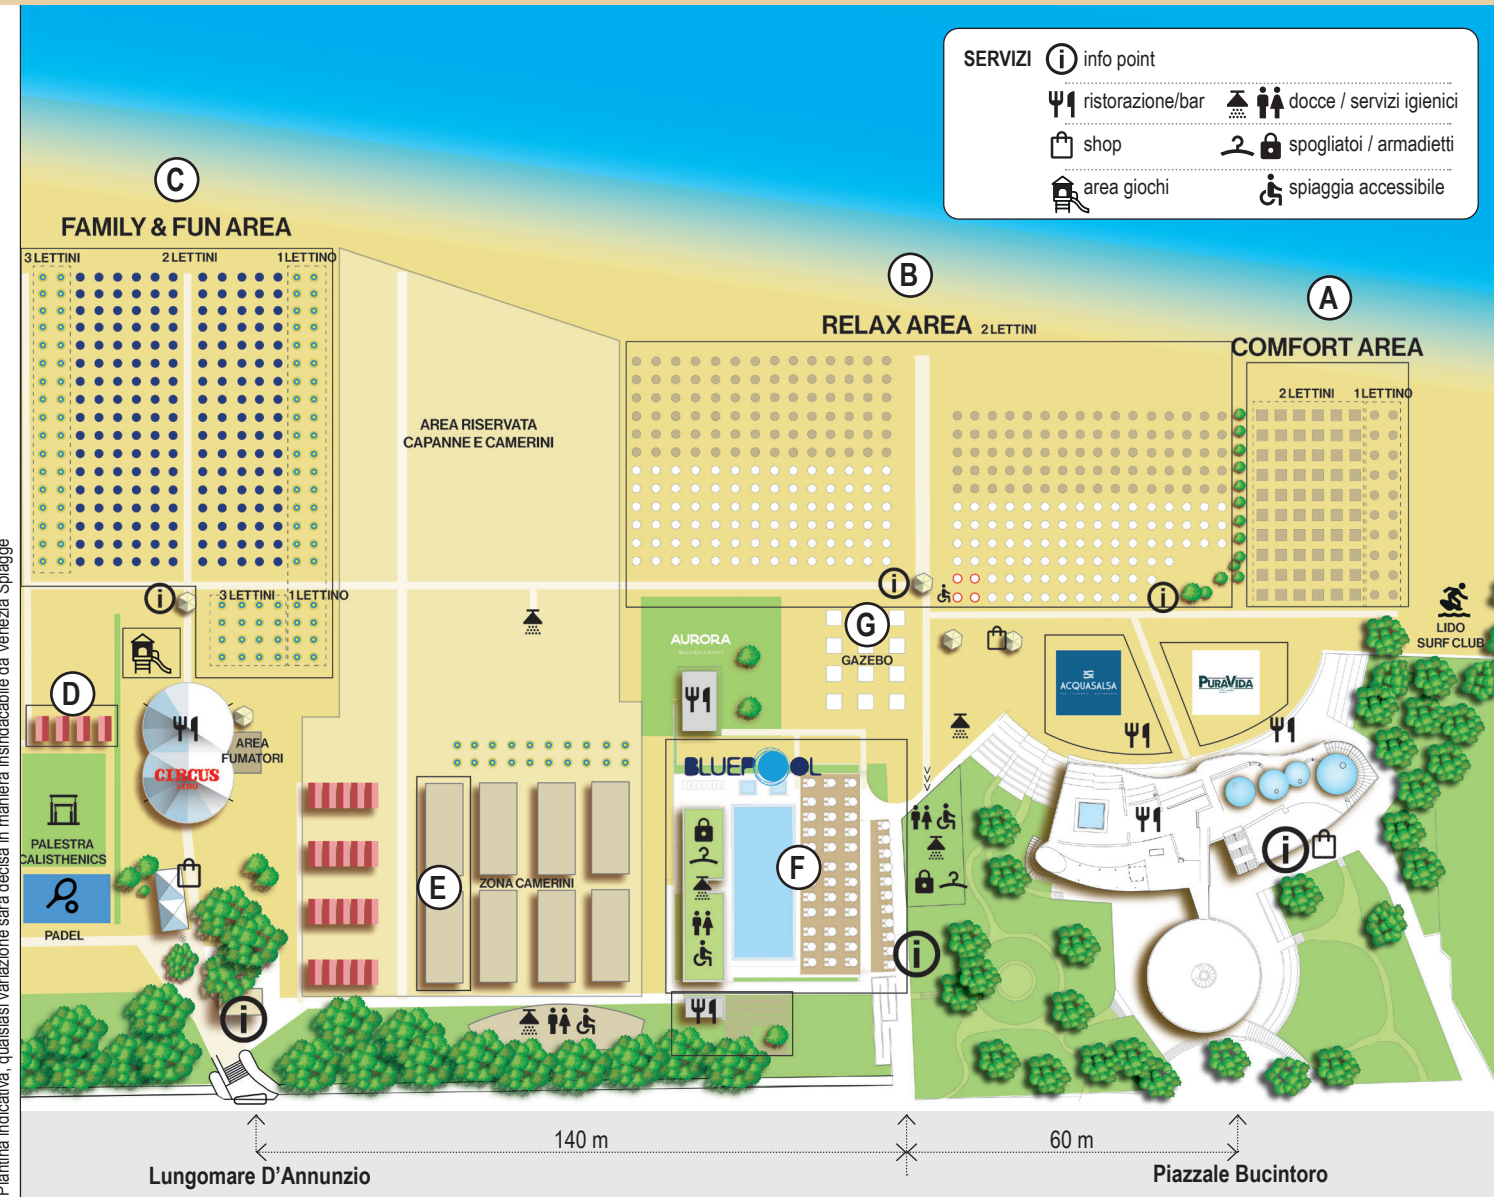 SERVIZI
info point
ristorazione/bar
docce / servizi igienici
shop
spogliatoi / armadietti
area giochi
spiaggia accessibile
C
FAMILY & FUN AREA
3 LETTINI
2 LETTINI
1 LETTINO
B
RELAX AREA 2 LETTINI
A
COMFORT AREA
2 LETTINI
1 LETTINO
AREA RISERVATA
CAPANNE E CAMERINI
3 LETTINI
1 LETTINO
LIDO
SURF CLUB
AURORA
G
GAZEBO
ACQUASALSA
PURAVIDA
D
AREA
FUMATORI
CIRCUS
LIDO
BLUEPOOL
PALESTRA
CALISTHENICS
PADEL
E
ZONA CAMERINI
F
140 m
60 m
Lungomare D'Annunzio
Piazzale Bucintoro
Piantina indicativa, qualsiasi variazione sarà decisa in maniera insindacabile da Venezia Spiagge